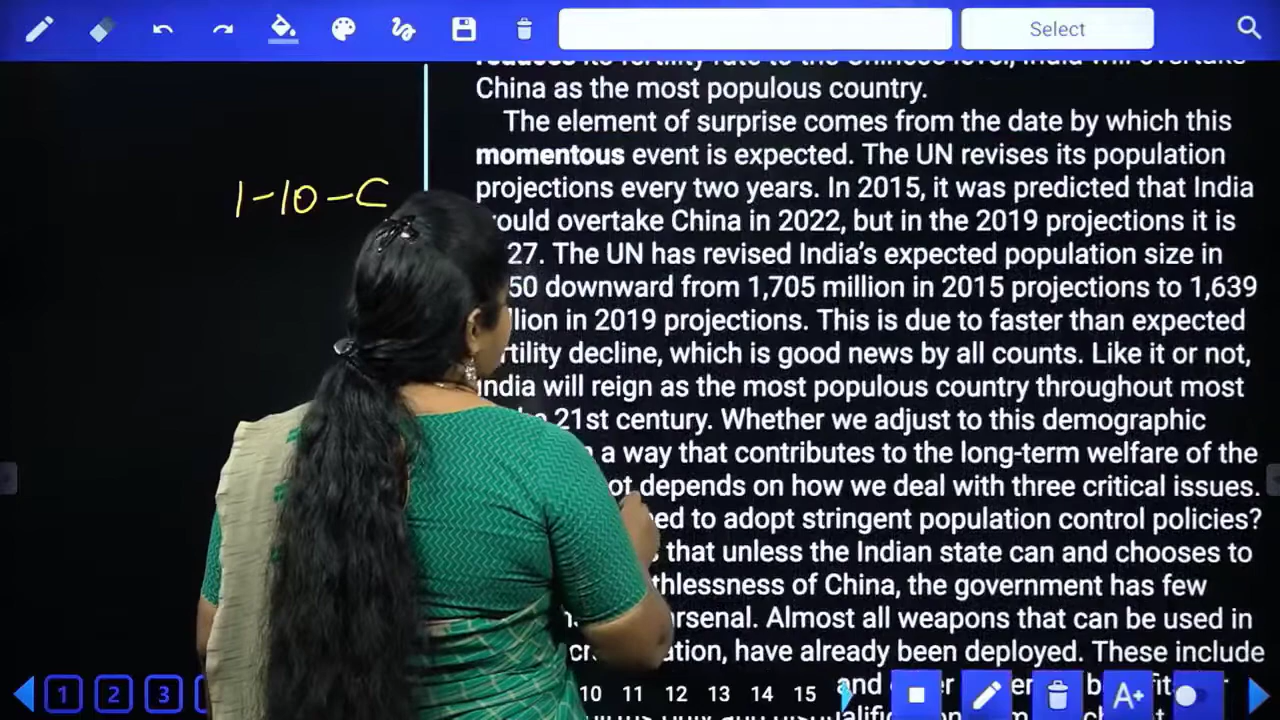 Select
China as the most populous country.
The element of surprise comes from the date by which this
momentous event is expected. The UN revises its population
projections every two years. In 2015, it was predicted that India
would overtake China in 2022, but in the 2019 projections it is
27. The UN has revised India's expected population size in
50 downward from 1,705 million in 2015 projections to 1,639
in 2019 projections. This is due to faster than expected
decline, which is good news by all counts. Like it or not,
India will reign as the most populous country throughout most
21st century. Whether we adjust to this demographic
a way that contributes to the long-term welfare of the
depends on how we deal with three critical issues.
to adopt stringent population control policies?
that unless the Indian state can and chooses to
of China, the government has few
arsenal. Almost all weapons that can be used in
have already been deployed. These include
and
1-10-C
1 2 3 10 11 12 13 14 15 A+